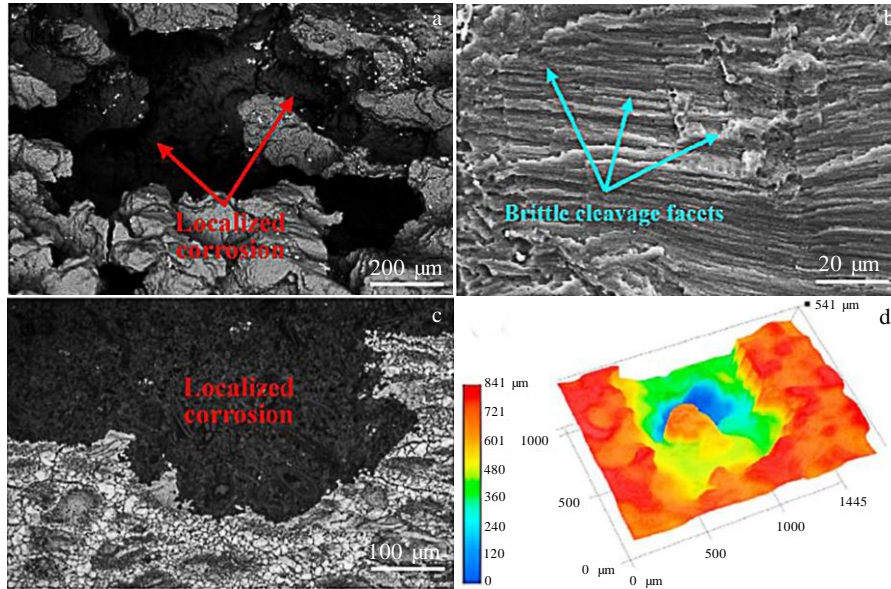 a
Localized
corrosion
200 μm
b
Brittle cleavage facets
20 μm
c
Localized
corrosion
100 μm
d
541 μm
841 μm
721
601
480
360
240
120
0
1000
500
0 μm
0 μm
500
1000
1445